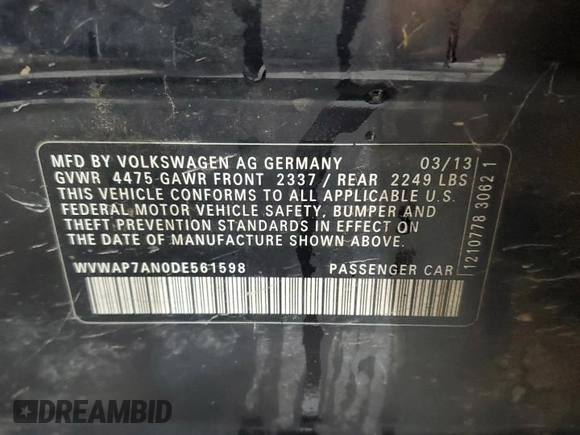 MFD BY VOLKSWAGEN AG GERMANY 03/13
GVWR 4475 GAWR FRONT 2337 / REAR 2249 LBS
THIS VEHICLE CONFORMS TO ALL APPLICABLE U.S.
FEDERAL MOTOR VEHICLE SAFETY, BUMPER AND
THEFT PREVENTION STANDARDS IN EFFECT ON
THE DATE OF MANUFACTURE SHOWN ABOVE.
WVWAP7AN0DE561598 PASSENGER CAR
1210778 3062 1
DREAMBID